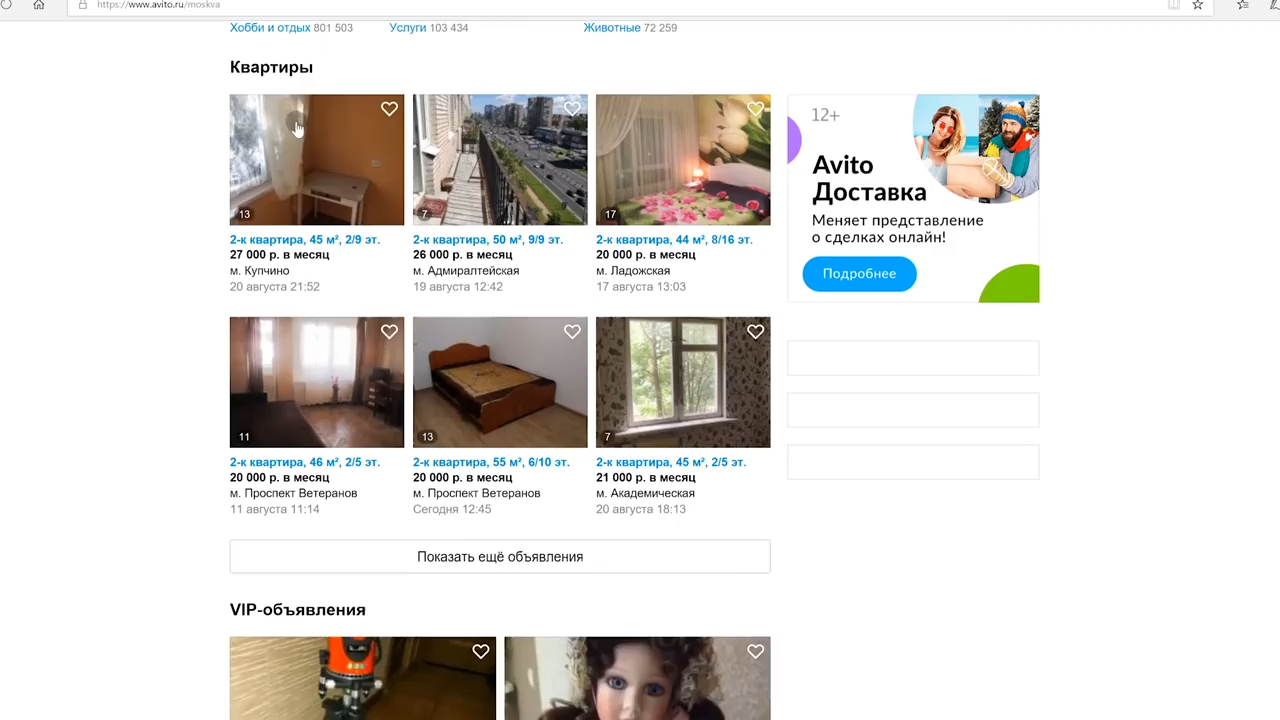 https://www.avito.ru/moskva
Хобби и отдых 801 503 Услуги 103 434 Животные 72 259
Квартиры
13
2-к квартира, 45 м², 2/9 эт.
27 000 р. в месяц
м. Купчино
20 августа 21:52
7
2-к квартира, 50 м², 9/9 эт.
26 000 р. в месяц
м. Адмиралтейская
19 августа 12:42
17
2-к квартира, 44 м², 8/16 эт.
20 000 р. в месяц
м. Ладожская
17 августа 13:03
12+
Avito
Доставка
Меняет представление
о сделках онлайн!
Подробнее
11
2-к квартира, 46 м², 2/5 эт.
20 000 р. в месяц
м. Проспект Ветеранов
11 августа 11:14
13
2-к квартира, 55 м², 6/10 эт.
20 000 р. в месяц
м. Проспект Ветеранов
Сегодня 12:45
7
2-к квартира, 45 м², 2/5 эт.
21 000 р. в месяц
м. Академическая
20 августа 18:13
Показать ещё объявления
VIP-объявления